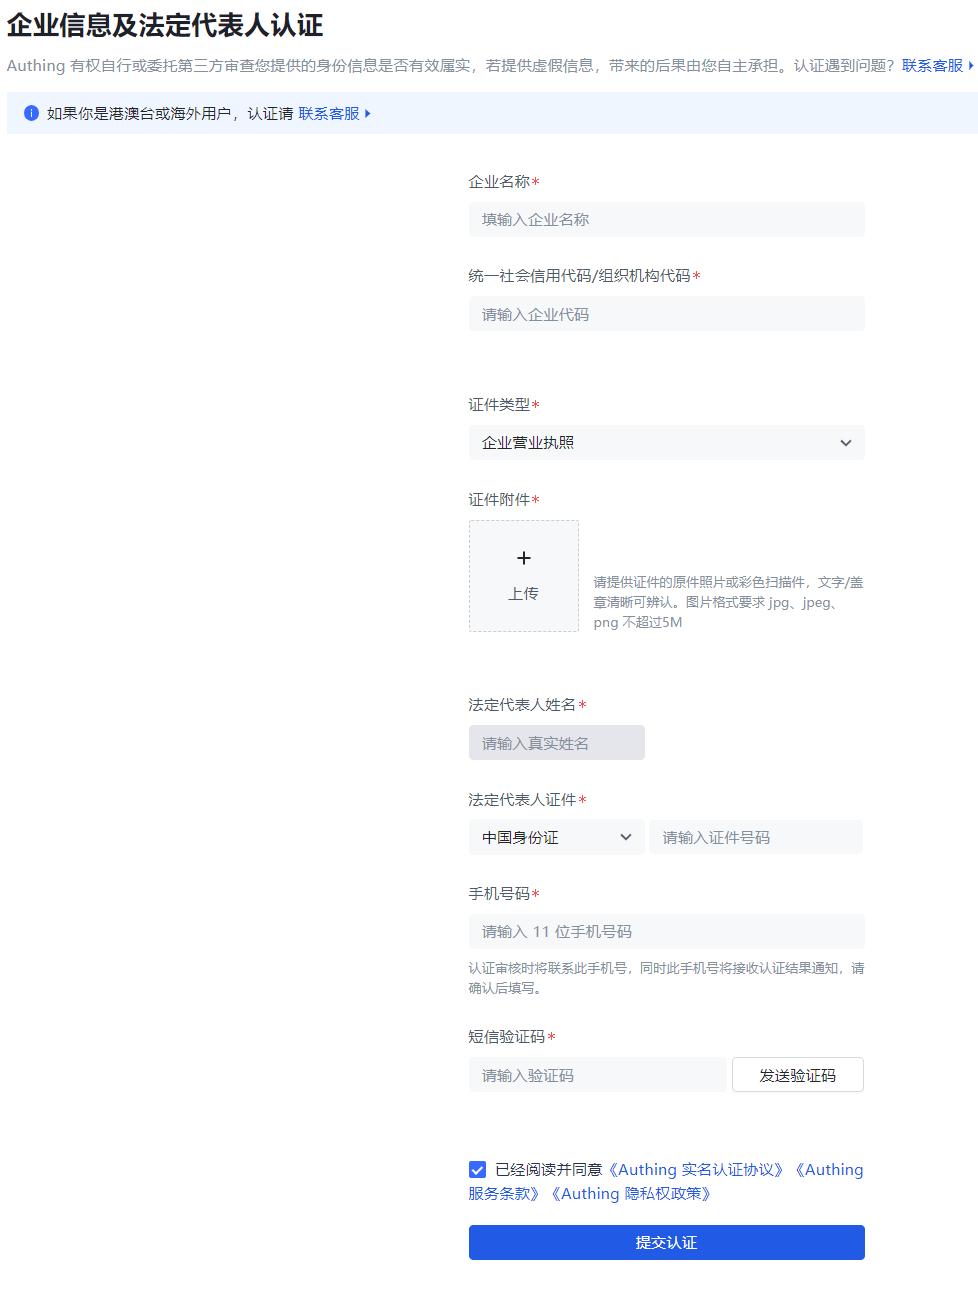 企业信息及法定代表人认证
Authing 有权自行或委托第三方审查您提供的身份信息是否有效属实，若提供虚假信息，带来的后果由您自主承担。认证遇到问题？联系客服
如果你是港澳台或海外用户，认证请 联系客服
企业名称*
填输入企业名称
统一社会信用代码/组织机构代码*
请输入企业代码
证件类型*
企业营业执照
证件附件*
上传
请提供证件的原件照片或彩色扫描件，文字/盖
章清晰可辨认。图片格式要求 jpg、jpeg、
png 不超过5M
法定代表人姓名*
请输入真实姓名
法定代表人证件*
中国身份证 请输入证件号码
手机号码*
请输入 11 位手机号码
认证审核时将联系此手机号，同时此手机号将接收认证结果通知，请
确认后填写。
短信验证码*
请输入验证码 发送验证码
已经阅读并同意《Authing 实名认证协议》《Authing
服务条款》《Authing 隐私权政策》
提交认证